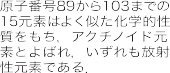 原子番号89から103までの
15元素はよく似た化学的性
質をもち，アクチノイド元
素とよばれ，いずれも放射
性元素である．